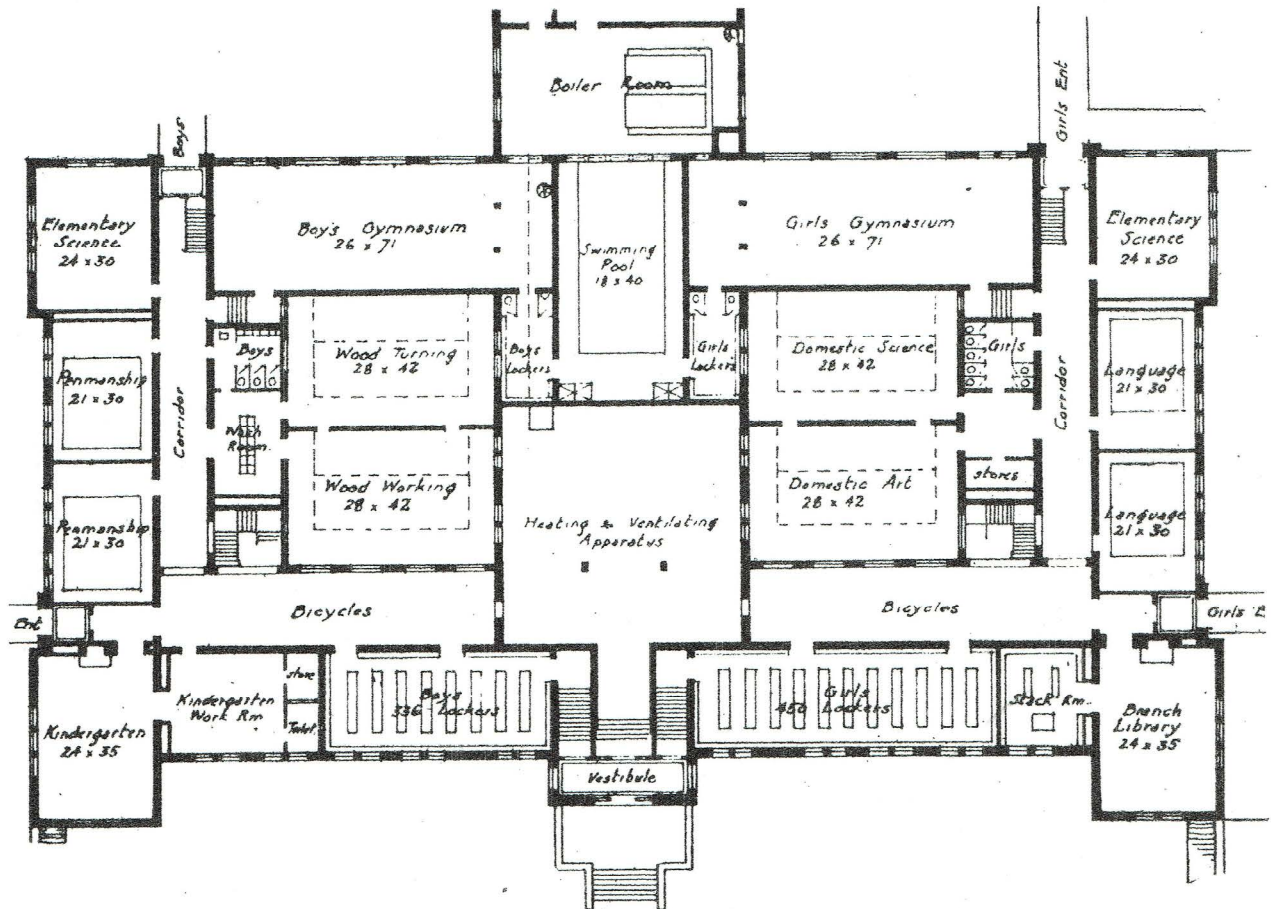 Boiler Room
Boys
Girls Ent
Elementary
Science
24 x 30
Boy's Gymnasium
26 x 71
Swimming
Pool
18 x 40
Girls Gymnasium
26 x 71
Elementary
Science
24 x 30
Penmanship
21 x 30
Corridor
Boys
Wash
Room
Wood Turning
28 x 42
Boys
Lockers
Girls
Lockers
Domestic Science
28 x 42
Girls
Corridor
Language
21 x 30
Penmanship
21 x 30
Wood Working
28 x 42
Heating & Ventilating
Apparatus
Domestic Art
28 x 42
stores
Language
21 x 30
Ent
Bicycles
Bicycles
Girls E
Kindergarten
24 x 35
Kindergarten
Work Rm
store
Toilet
Boys
336 - Lockers
Girls
450 Lockers
Stack Rm.
Branch
Library
24 x 35
Vestibule